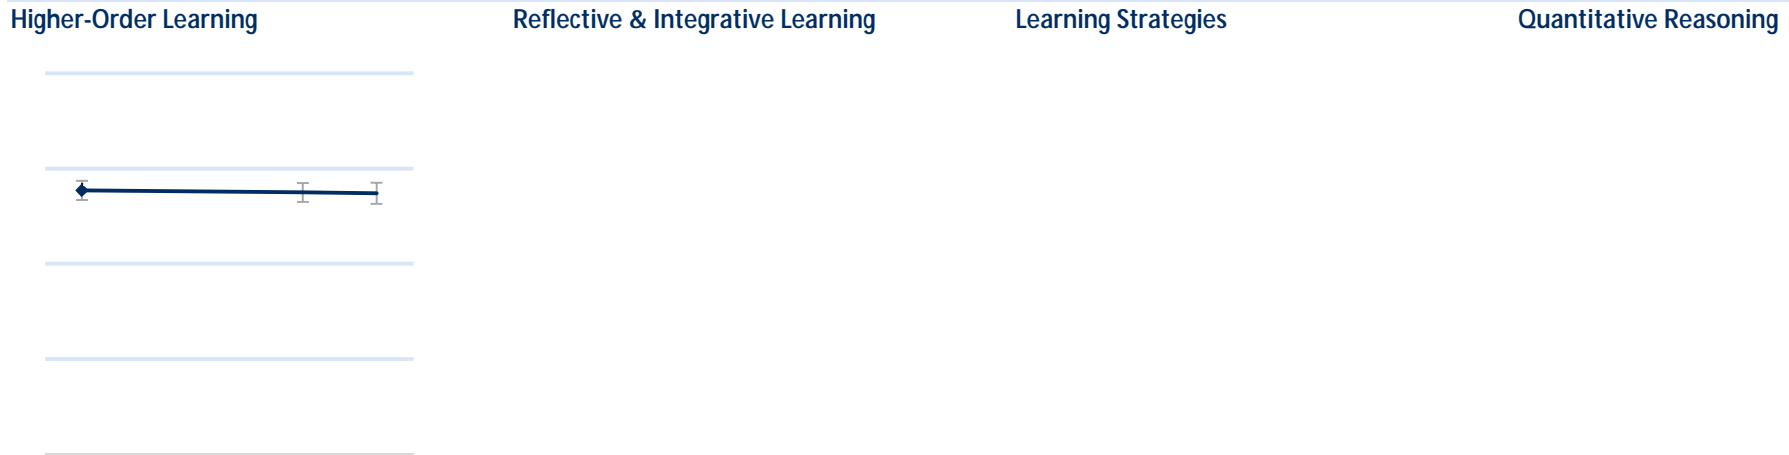 Higher-Order Learning
Reflective & Integrative Learning
Learning Strategies
Quantitative Reasoning